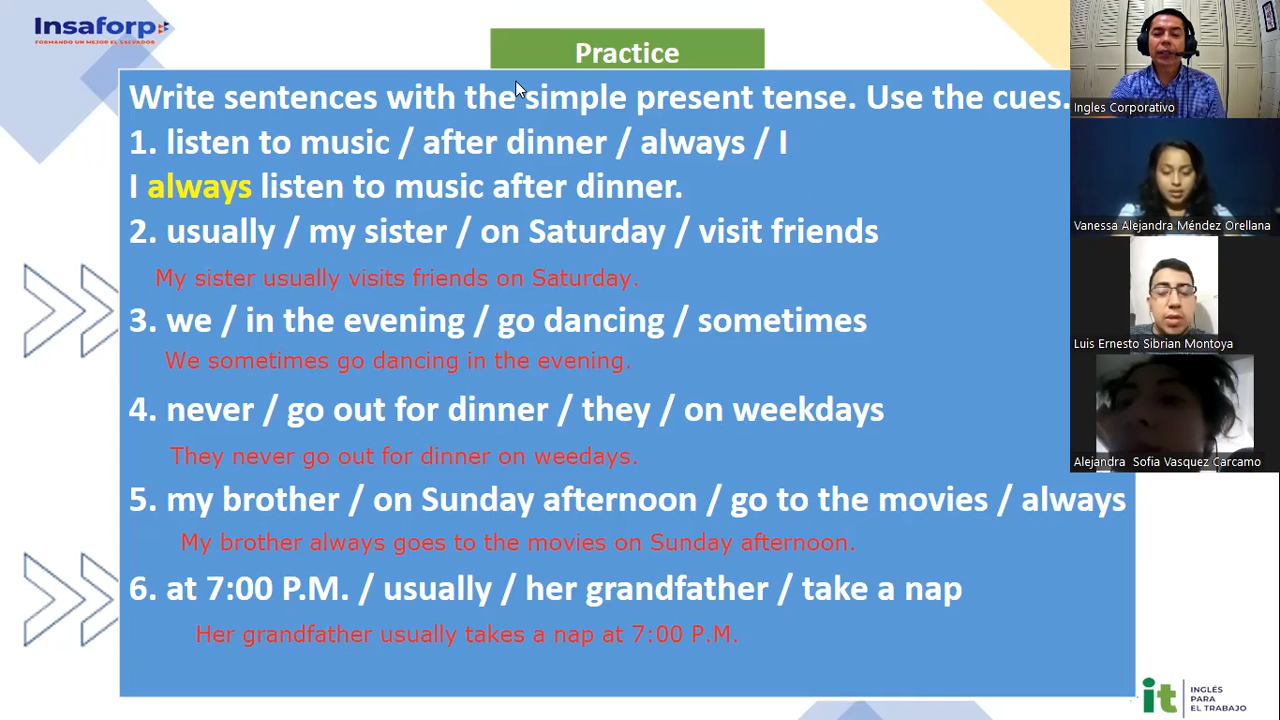 Insaforp
FORMANDO UN MEJOR EL SALVADOR
Practice
Write sentences with the simple present tense. Use the cues.
1. listen to music / after dinner / always / I
I always listen to music after dinner.
2. usually / my sister / on Saturday / visit friends
My sister usually visits friends on Saturday.
3. we / in the evening / go dancing / sometimes
We sometimes go dancing in the evening.
4. never / go out for dinner / they / on weekdays
They never go out for dinner on weedays.
5. my brother / on Sunday afternoon / go to the movies / always
My brother always goes to the movies on Sunday afternoon.
6. at 7:00 P.M. / usually / her grandfather / take a nap
Her grandfather usually takes a nap at 7:00 P.M.
Ingles Corporativo
Vanessa Alejandra Méndez Orellana
Luis Ernesto Sibrian Montoya
Alejandra Sofia Vasquez Carcamo
it
INGLÉS
PARA
EL TRABAJO